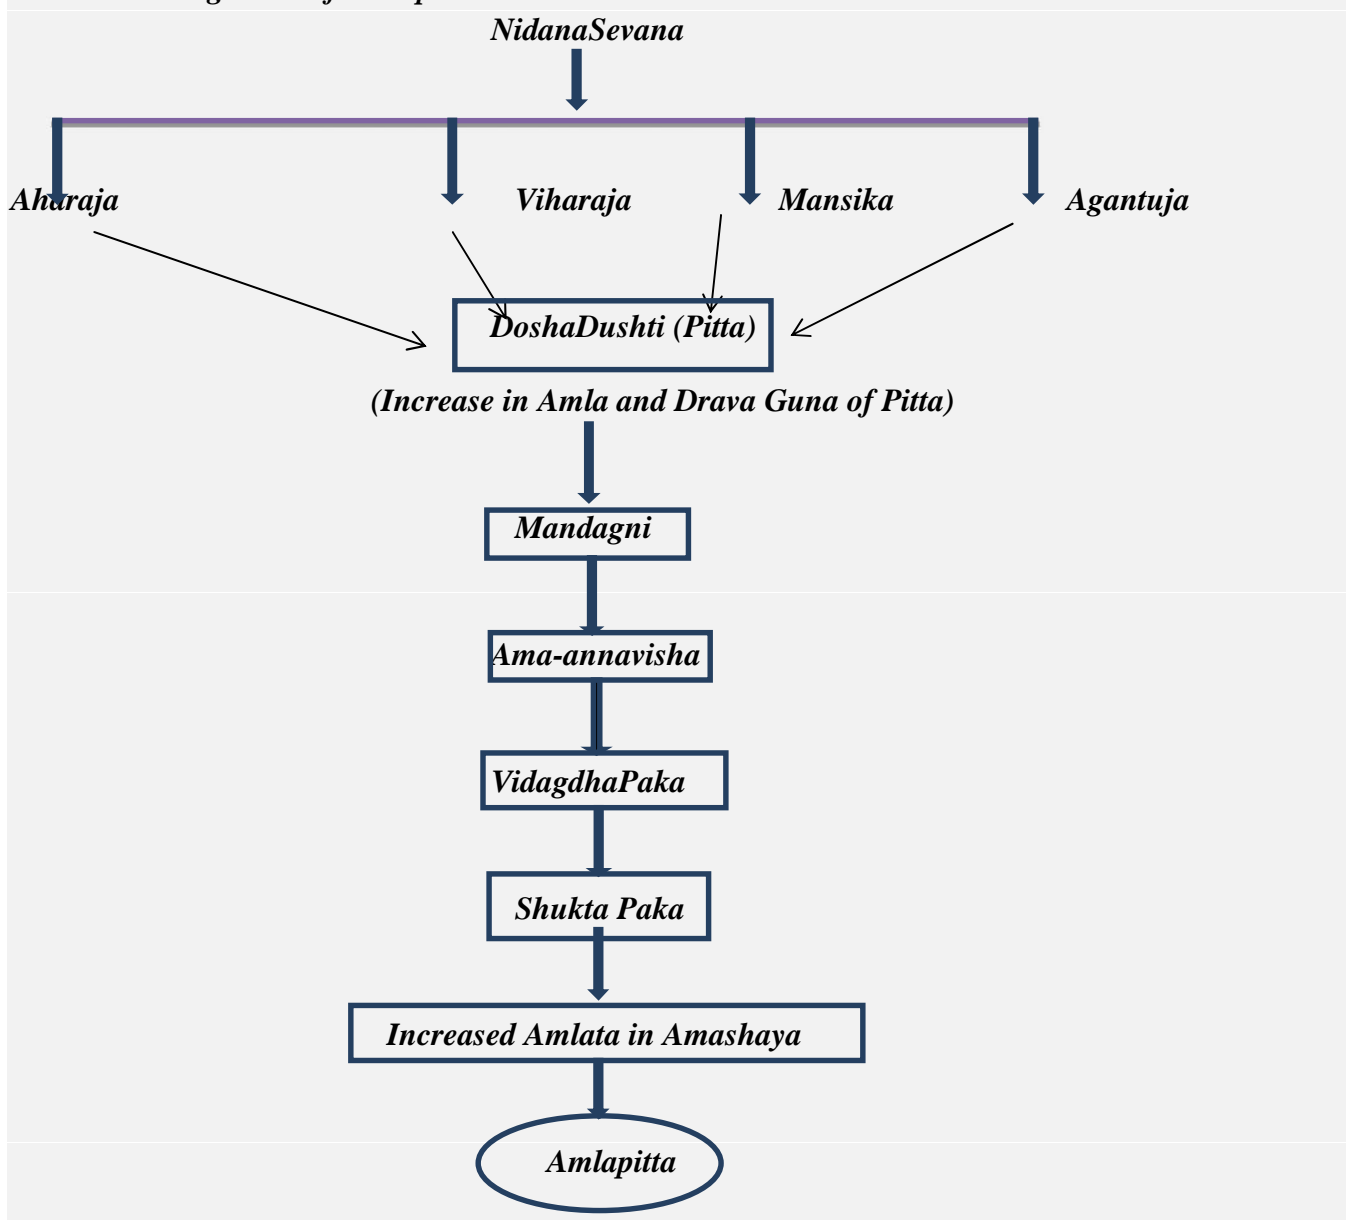 NidanaSevana
Aharaja Viharaja Mansika Agantuja
DoshaDushti (Pitta)
(Increase in Amla and Drava Guna of Pitta)
Mandagni
Ama-annavisha
VidagdhaPaka
Shukta Paka
Increased Amlata in Amashaya
Amlapitta